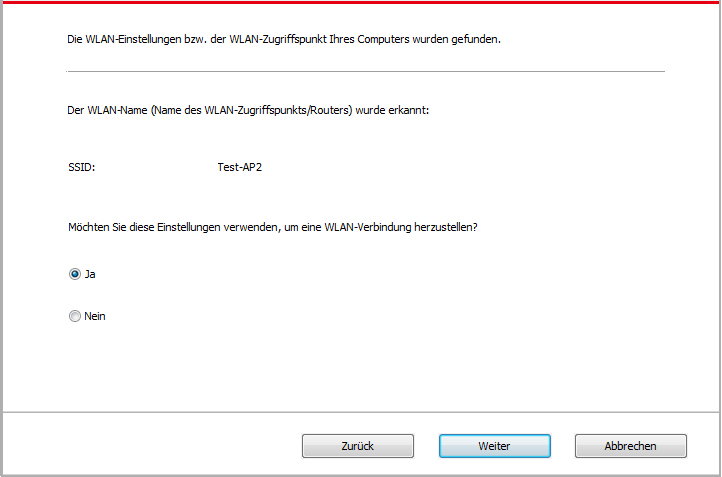 Die WLAN-Einstellungen bzw. der WLAN-Zugriffspunkt Ihres Computers wurden gefunden.
Der WLAN-Name (Name des WLAN-Zugriffspunkts/Routers) wurde erkannt:
SSID: Test-AP2
Möchten Sie diese Einstellungen verwenden, um eine WLAN-Verbindung herzustellen?
Ja
Nein
Zurück Weiter Abbrechen